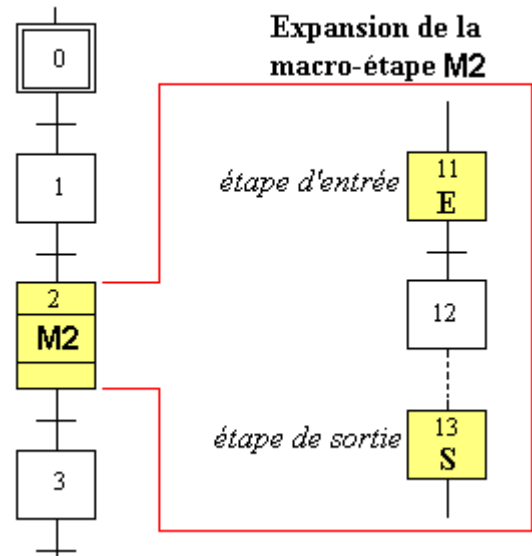 0
1
2
M2
3
Expansion de la
macro-étape M2
étape d'entrée
11
E
12
étape de sortie
13
S